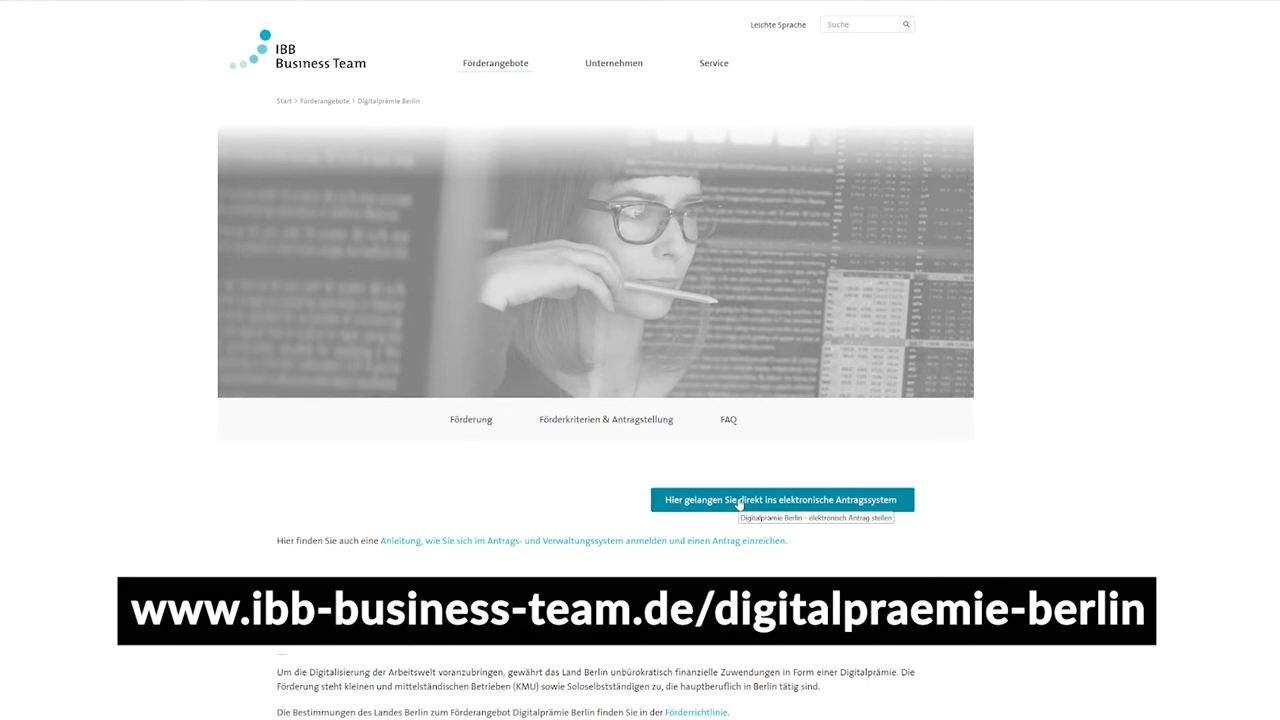 Leichte Sprache
Suche
IBB
Business Team
Förderangebote
Unternehmen
Service
Start > Förderangebote > Digitalprämie Berlin
Förderung
Förderkriterien & Antragstellung
FAQ
Hier gelangen Sie direkt ins elektronische Antragssystem
Digitalprämie Berlin - elektronisch Antrag stellen
Hier finden Sie auch eine Anleitung, wie Sie sich im Antrags- und Verwaltungssystem anmelden und einen Antrag einreichen.
www.ibb-business-team.de/digitalpraemie-berlin
Um die Digitalisierung der Arbeitswelt voranzubringen, gewährt das Land Berlin unbürokratisch finanzielle Zuwendungen in Form einer Digitalprämie. Die
Förderung steht kleinen und mittelständischen Betrieben (KMU) sowie Soloselbstständigen zu, die hauptberuflich in Berlin tätig sind.
Die Bestimmungen des Landes Berlin zum Förderangebot Digitalprämie Berlin finden Sie in der Förderrichtlinie.